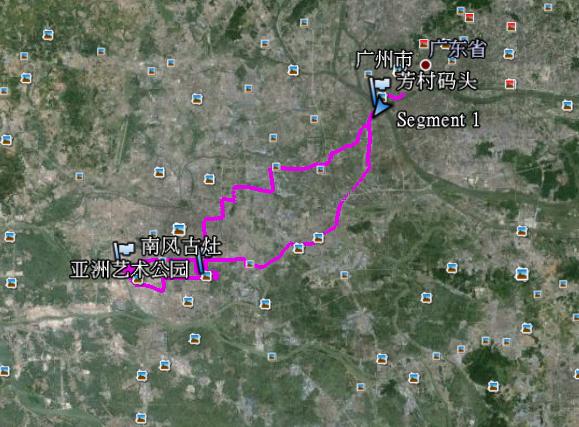 广东省
广州市
芳村码头
Segment 1
南风古灶
亚洲艺术公园